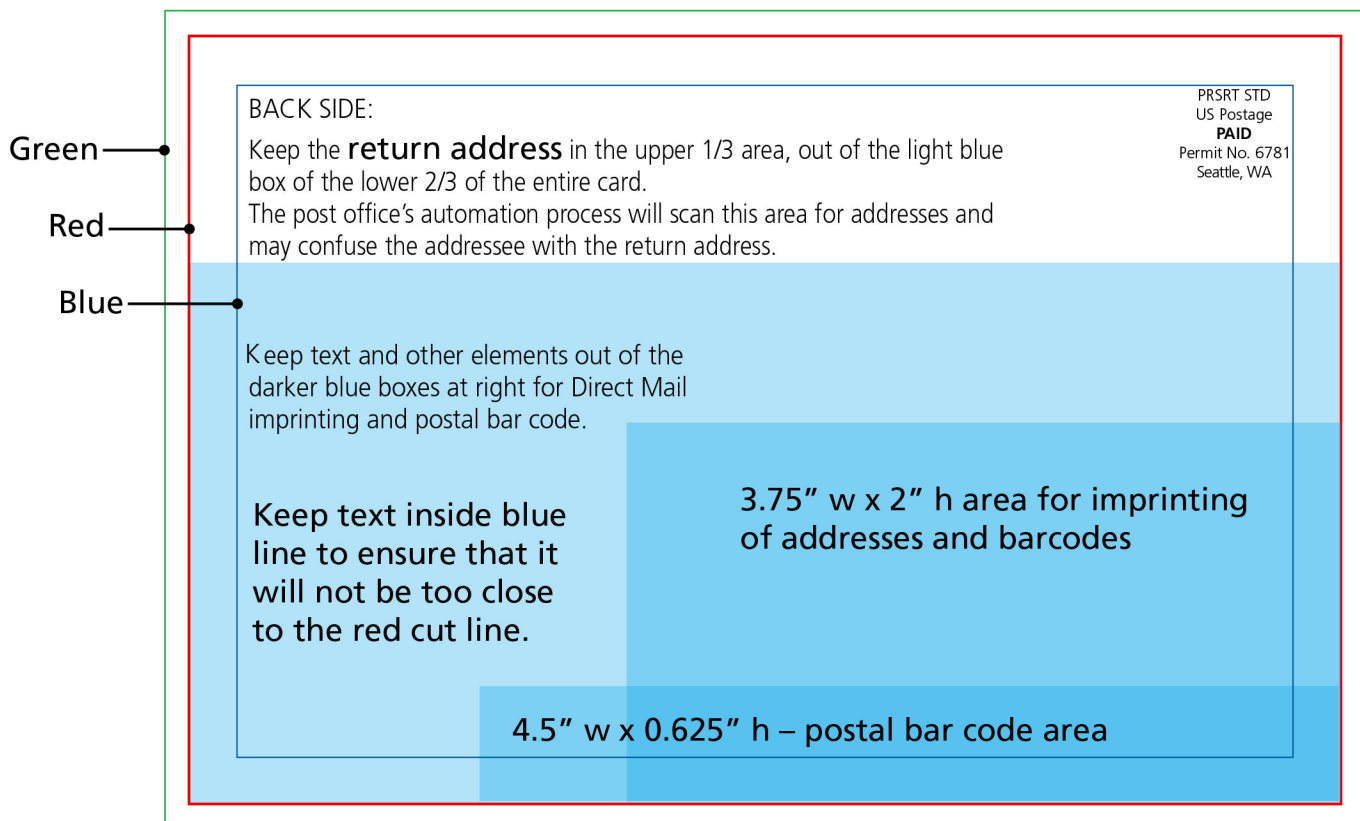 BACK SIDE:
Keep the return address in the upper 1/3 area, out of the light blue
box of the lower 2/3 of the entire card.
The post office’s automation process will scan this area for addresses and
may confuse the addressee with the return address.
PRSRT STD
US Postage
PAID
Permit No. 6781
Seattle, WA
Green
Red
Blue
Keep text and other elements out of the
darker blue boxes at right for Direct Mail
imprinting and postal bar code.
Keep text inside blue
line to ensure that it
will not be too close
to the red cut line.
3.75” w x 2” h area for imprinting
of addresses and barcodes
4.5” w x 0.625” h – postal bar code area